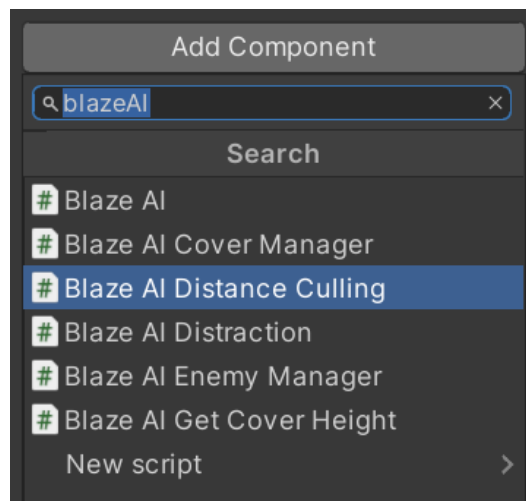 Add Component
blazeAI
Search
# Blaze AI
# Blaze AI Cover Manager
# Blaze AI Distance Culling
# Blaze AI Distraction
# Blaze AI Enemy Manager
# Blaze AI Get Cover Height
New script